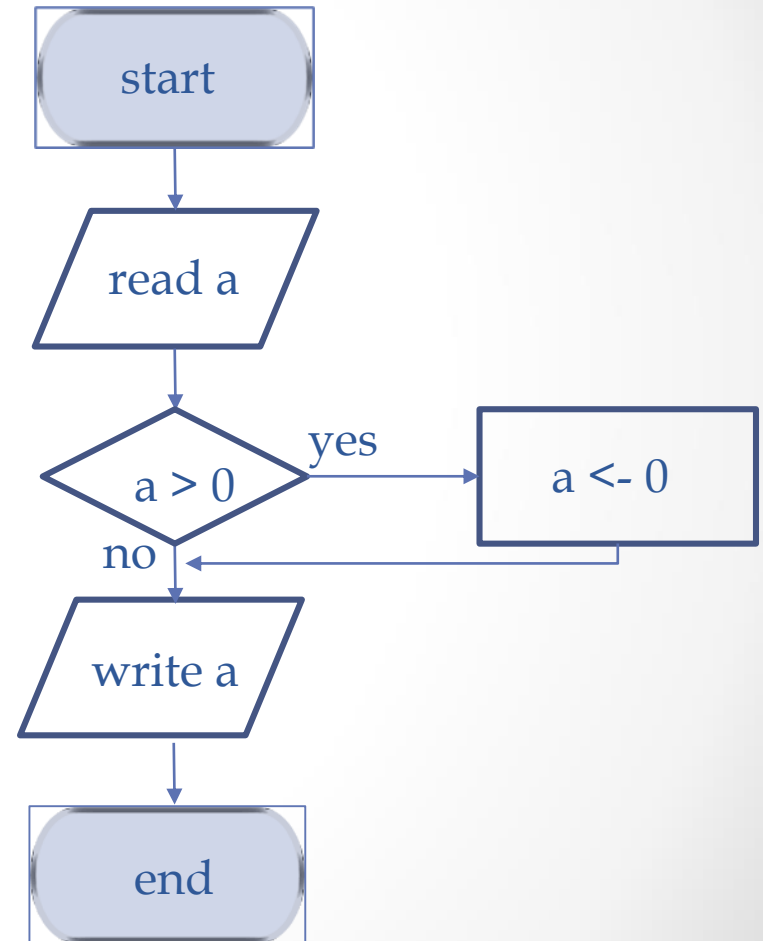 start
read a
a > 0
yes
a <- 0
no
write a
end